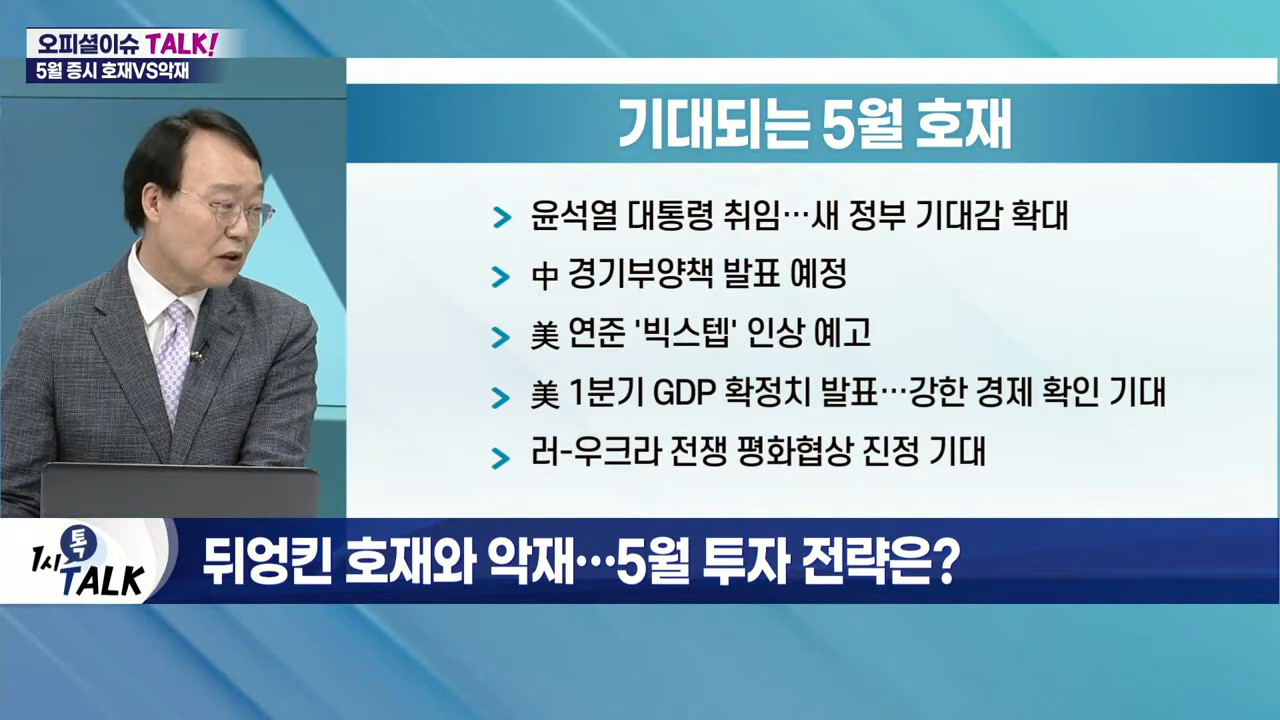 오피셜이슈 TALK!
5월 증시 호재VS악재
기대되는 5월 호재
윤석열 대통령 취임…새 정부 기대감 확대
中 경기부양책 발표 예정
美 연준 '빅스텝' 인상 예고
美 1분기 GDP 확정치 발표…강한 경제 확인 기대
러-우크라 전쟁 평화협상 진정 기대
1시 톡 TALK
뒤엉킨 호재와 악재…5월 투자 전략은?